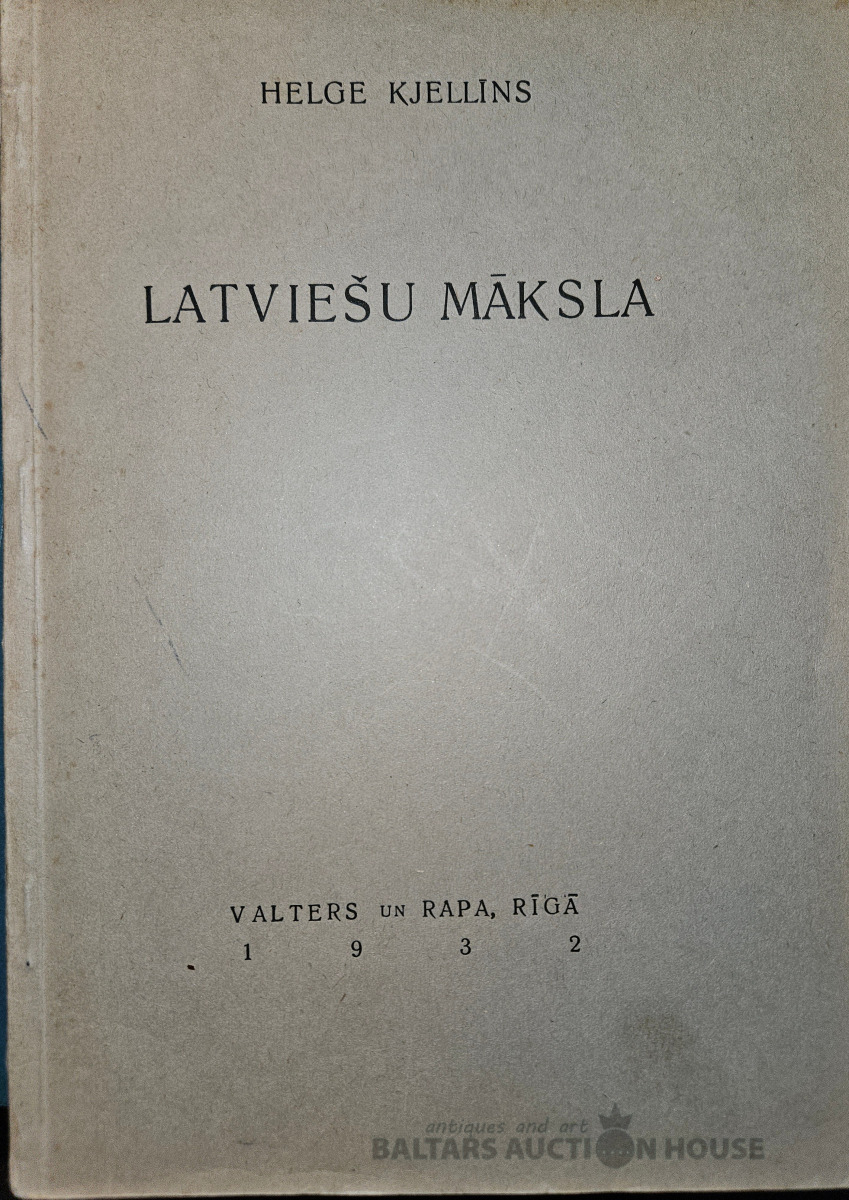 HELGE KJELLĪNS
LATVIEŠU MĀKSLA
VALTERS UN RAPA, RĪGĀ
1 9 3 2
antiques and art
BALTARS AUCTION HOUSE